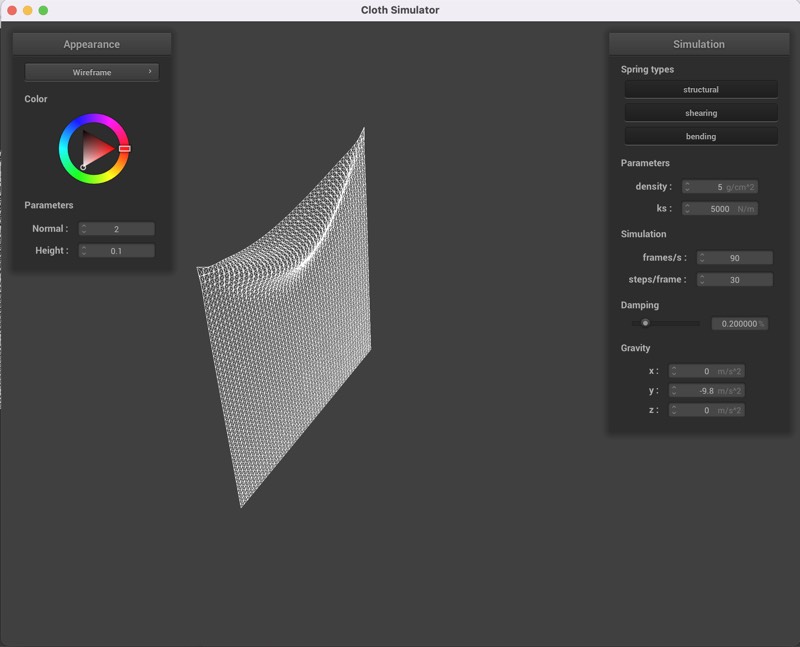 Cloth Simulator
Appearance
Wireframe
Color
Parameters
Normal : 2
Height : 0.1
Simulation
Spring types
structural
shearing
bending
Parameters
density : 5 g/cm^2
ks : 5000 N/m
Simulation
frames/s : 90
steps/frame : 30
Damping
0.200000 %
Gravity
x : 0 m/s^2
y : -9.8 m/s^2
z : 0 m/s^2